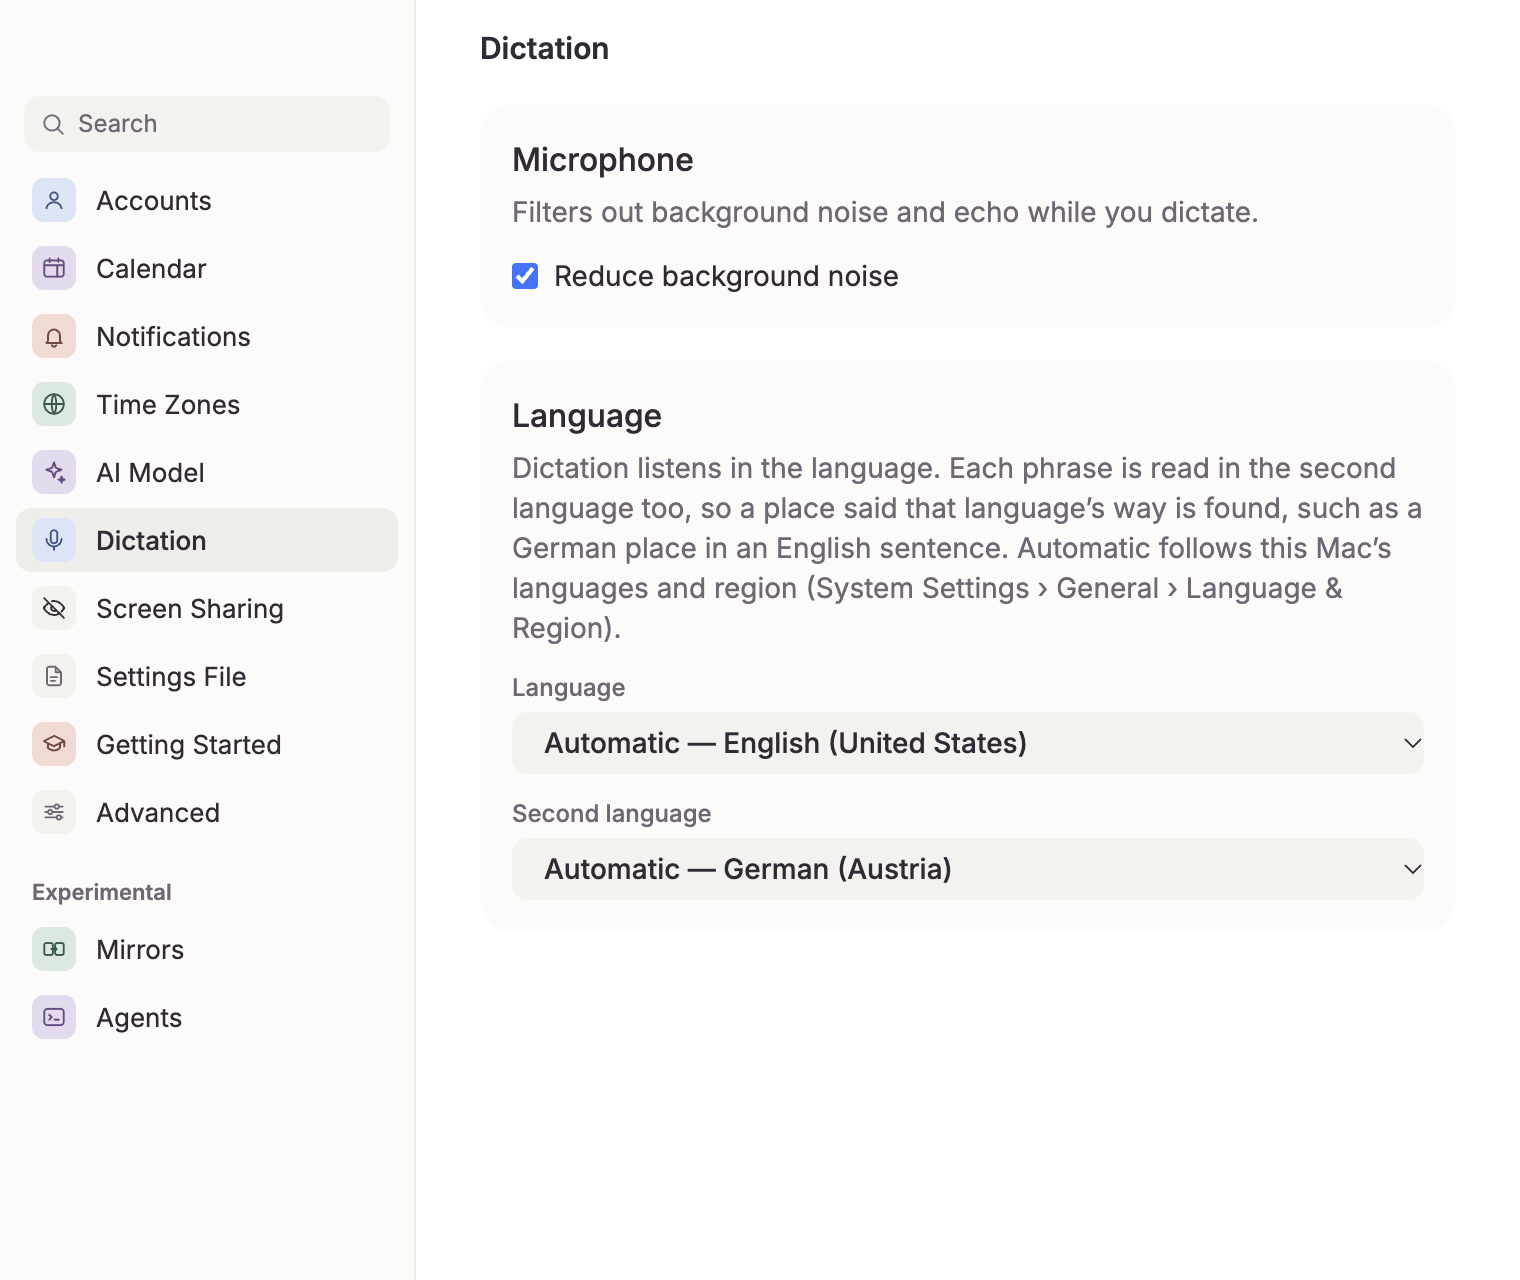 Search
Accounts
Calendar
Notifications
Time Zones
AI Model
Dictation
Screen Sharing
Settings File
Getting Started
Advanced
Experimental
Mirrors
Agents
Dictation
Microphone
Filters out background noise and echo while you dictate.
Reduce background noise
Language
Dictation listens in the language. Each phrase is read in the second
language too, so a place said that language’s way is found, such as a
German place in an English sentence. Automatic follows this Mac’s
languages and region (System Settings › General › Language &
Region).
Language
Automatic — English (United States)
Second language
Automatic — German (Austria)